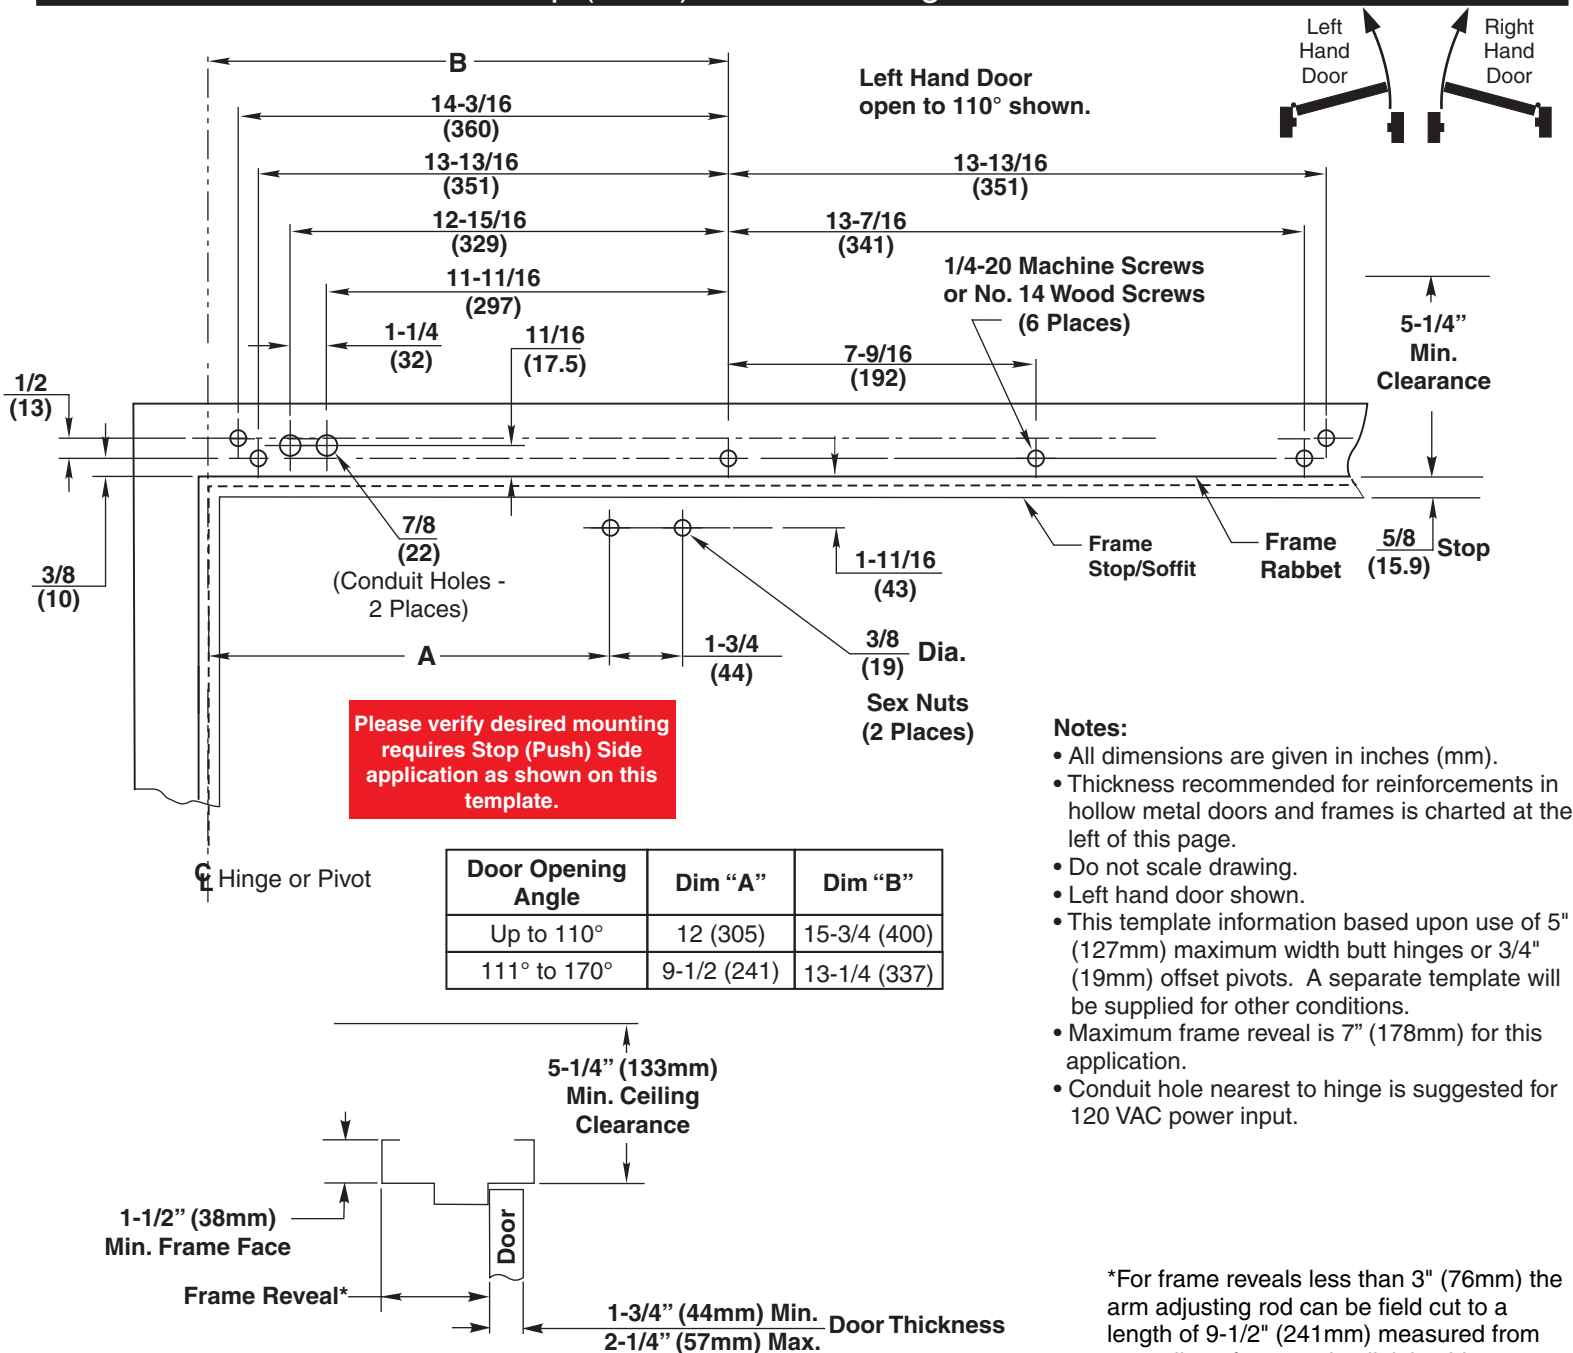 Left
Hand
Door
Right
Hand
Door
B
Left Hand Door
open to 110° shown.
14-3/16
(360)
13-13/16
(351)
13-13/16
(351)
12-15/16
(329)
13-7/16
(341)
11-11/16
(297)
1/4-20 Machine Screws
or No. 14 Wood Screws
(6 Places)
1-1/4
(32)
11/16
(17.5)
5-1/4”
Min.
Clearance
7-9/16
(192)
1/2
(13)
7/8
(22)
(Conduit Holes -
2 Places)
3/8
(10)
1-11/16
(43)
Frame
Stop/Soffit
Frame
Rabbet
5/8
(15.9)
Stop
A
1-3/4
(44)
3/8
(19)
Dia.
Sex Nuts
(2 Places)
Please verify desired mounting
requires Stop (Push) Side
application as shown on this
template.
℄ Hinge or Pivot
Door Opening
Angle
Dim “A”
Dim “B”
Up to 110°
12 (305)
15-3/4 (400)
111° to 170°
9-1/2 (241)
13-1/4 (337)
Notes:
• All dimensions are given in inches (mm).
• Thickness recommended for reinforcements in
hollow metal doors and frames is charted at the
left of this page.
• Do not scale drawing.
• Left hand door shown.
• This template information based upon use of 5"
(127mm) maximum width butt hinges or 3/4"
(19mm) offset pivots. A separate template will
be supplied for other conditions.
• Maximum frame reveal is 7” (178mm) for this
application.
• Conduit hole nearest to hinge is suggested for
120 VAC power input.
5-1/4” (133mm)
Min. Ceiling
Clearance
1-1/2” (38mm)
Min. Frame Face
Door
Frame Reveal*
1-3/4” (44mm) Min.
2-1/4” (57mm) Max.
Door Thickness
*For frame reveals less than 3" (76mm) the
arm adjusting rod can be field cut to a
length of 9-1/2" (241mm) measured from